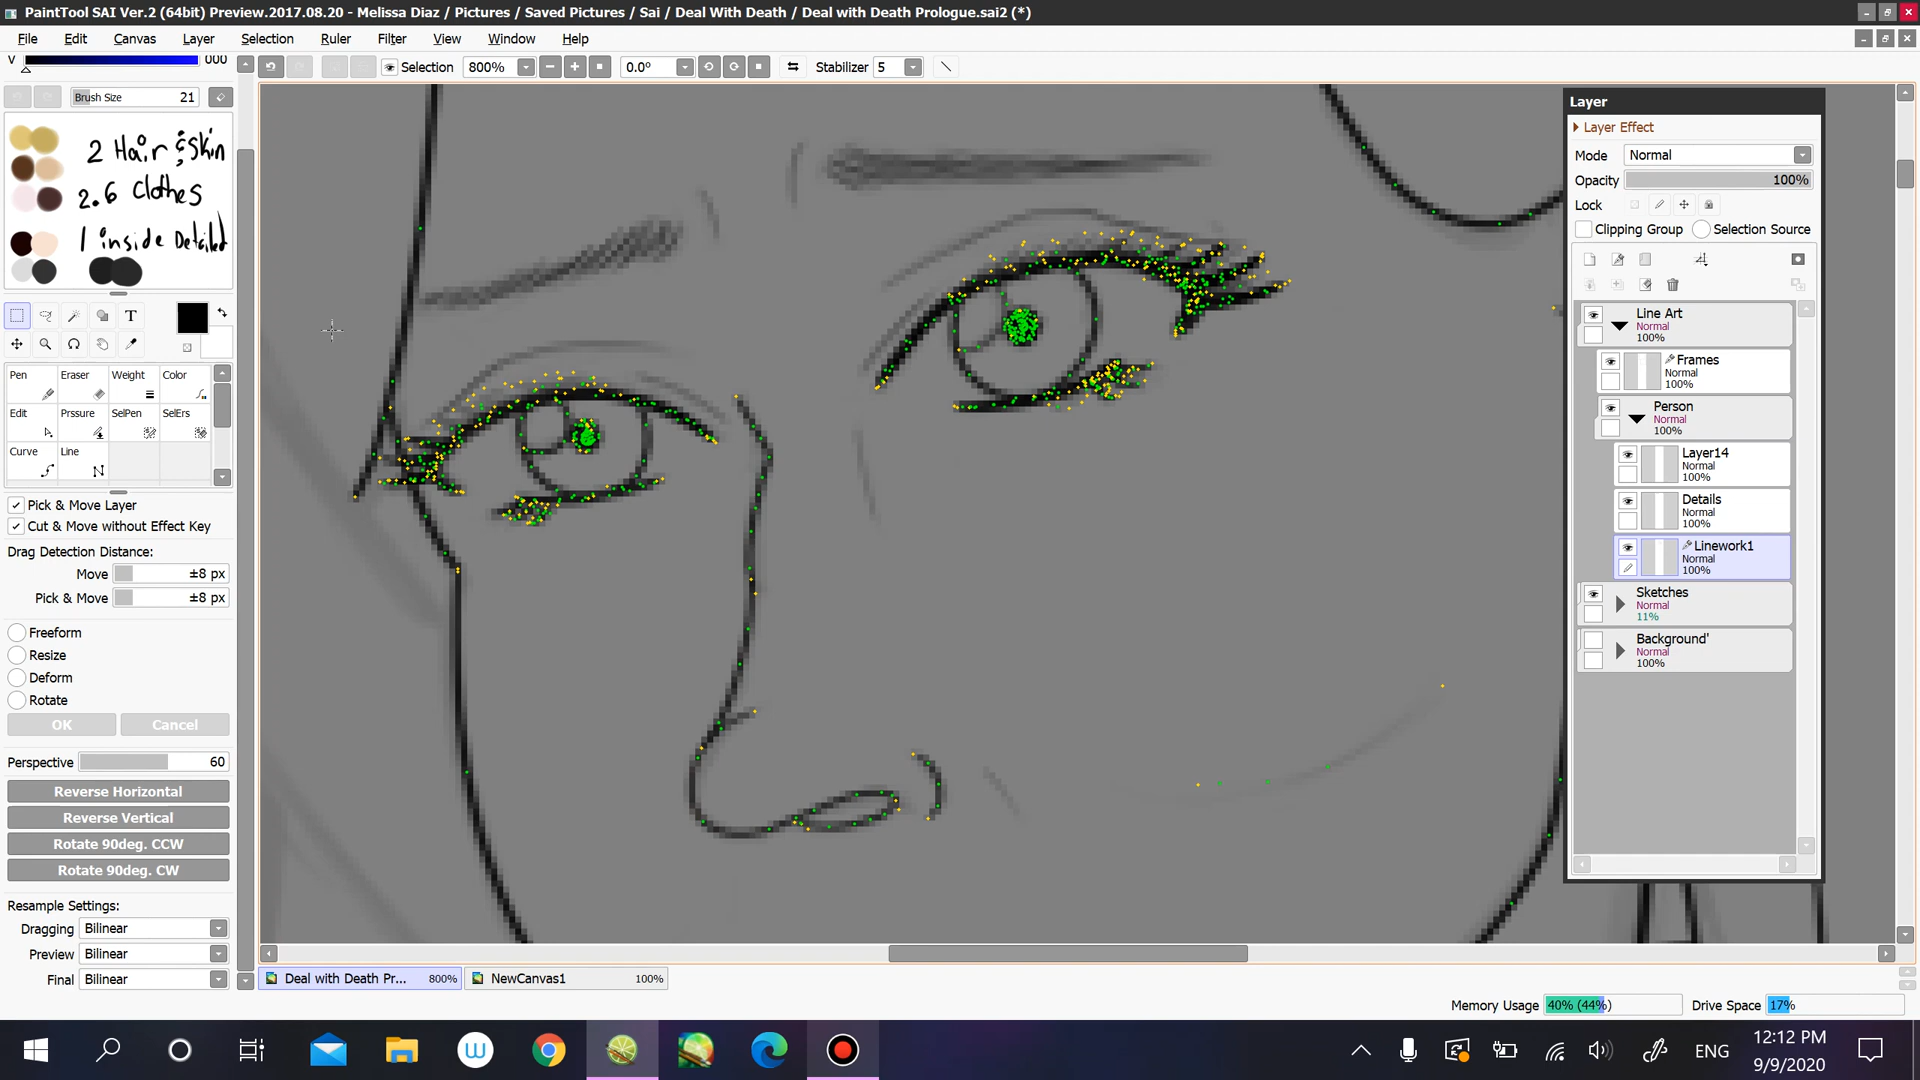 PaintTool SAI Ver.2 (64bit) Preview.2017.08.20 - Melissa Diaz / Pictures / Saved Pictures / Sai / Deal With Death / Deal with Death Prologue.sai2 (*)
File Edit Canvas Layer Selection Ruler Filter View Window Help
V 000
Selection 800% 0.0º Stabilizer 5
Brush Size 21
2 Hair & Skin
2.6 Clothes
1 inside Detailed
T
Pen Eraser Weight Color
Edit Prssure SelPen SelErs
Curve Line
Pick & Move Layer
Cut & Move without Effect Key
Drag Detection Distance:
Move ±8 px
Pick & Move ±8 px
Freeform
Resize
Deform
Rotate
OK Cancel
Perspective 60
Reverse Horizontal
Reverse Vertical
Rotate 90deg. CCW
Rotate 90deg. CW
Resample Settings:
Dragging Bilinear
Preview Bilinear
Final Bilinear
Layer
Layer Effect
Mode Normal
Opacity 100%
Lock
Clipping Group Selection Source
Line Art
Normal
100%
Frames
Normal
100%
Person
Normal
100%
Layer14
Normal
100%
Details
Normal
100%
Linework1
Normal
100%
Sketches
Normal
11%
Background'
Normal
100%
Deal with Death Pr... 800% NewCanvas1 100%
Memory Usage 40% (44%) Drive Space 17%
ENG
12:12 PM
9/9/2020